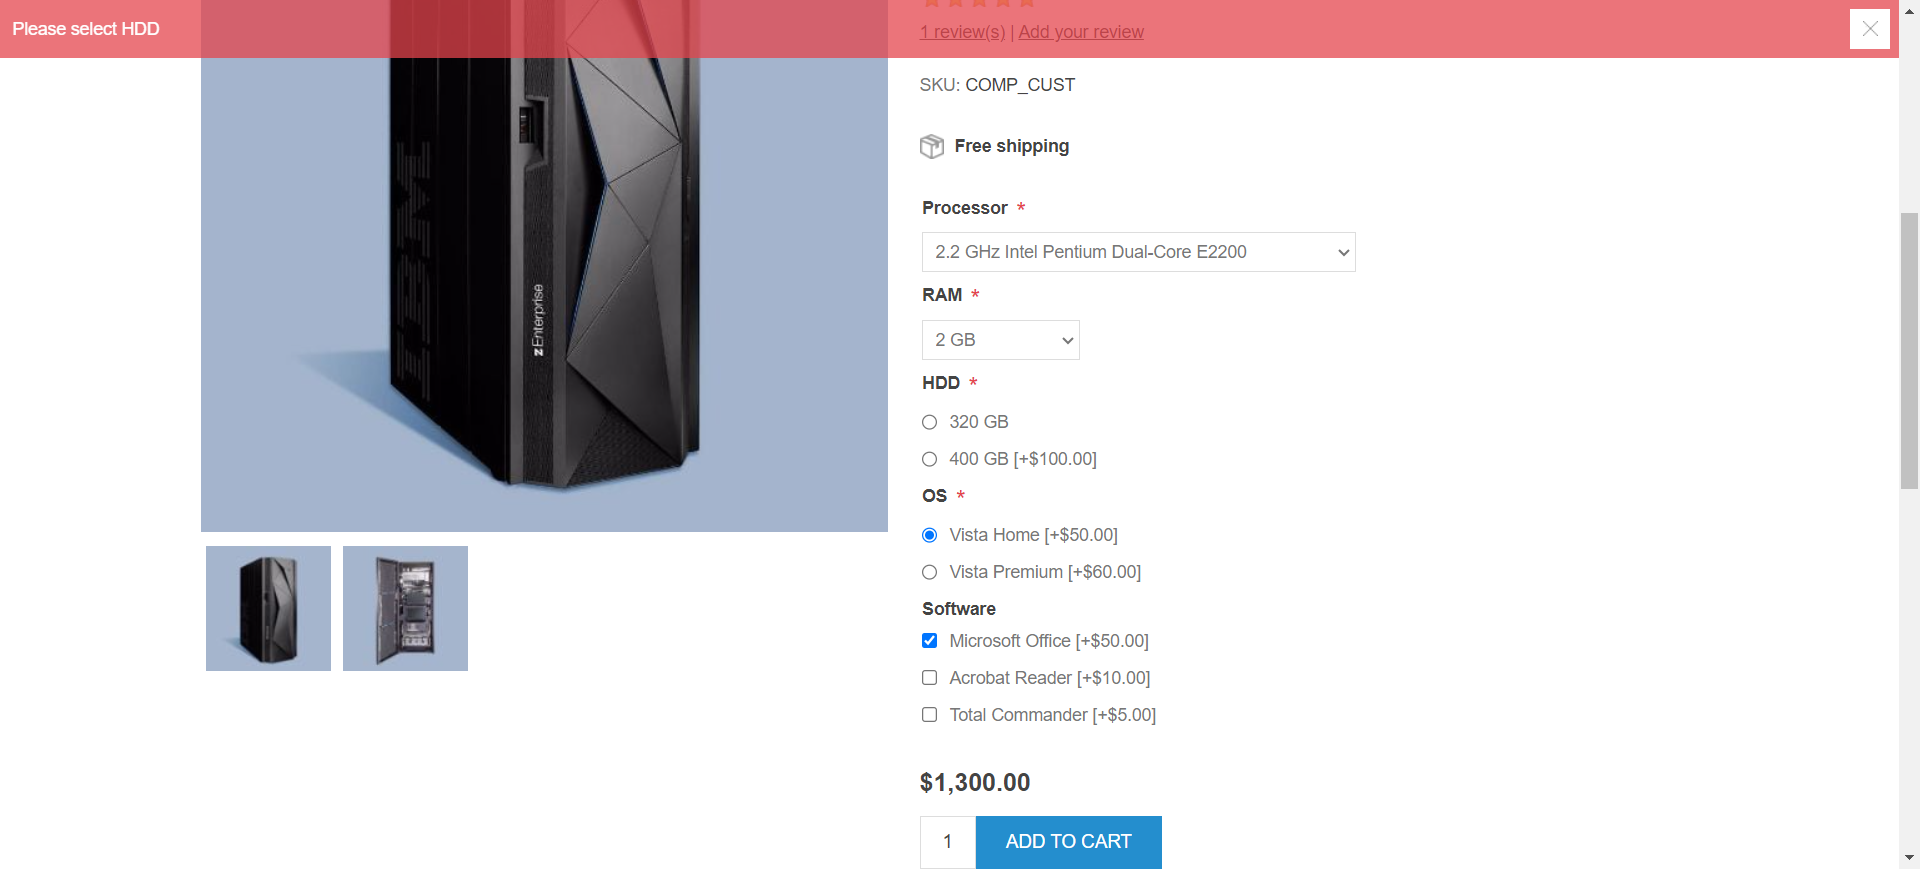 Please select HDD
1 review(s) | Add your review
SKU: COMP_CUST
Free shipping
Processor *
2.2 GHz Intel Pentium Dual-Core E2200
RAM *
2 GB
HDD *
320 GB
400 GB [+$100.00]
OS *
Vista Home [+$50.00]
Vista Premium [+$60.00]
Software
Microsoft Office [+$50.00]
Acrobat Reader [+$10.00]
Total Commander [+$5.00]
$1,300.00
1 ADD TO CART
IBM
zEnterprise